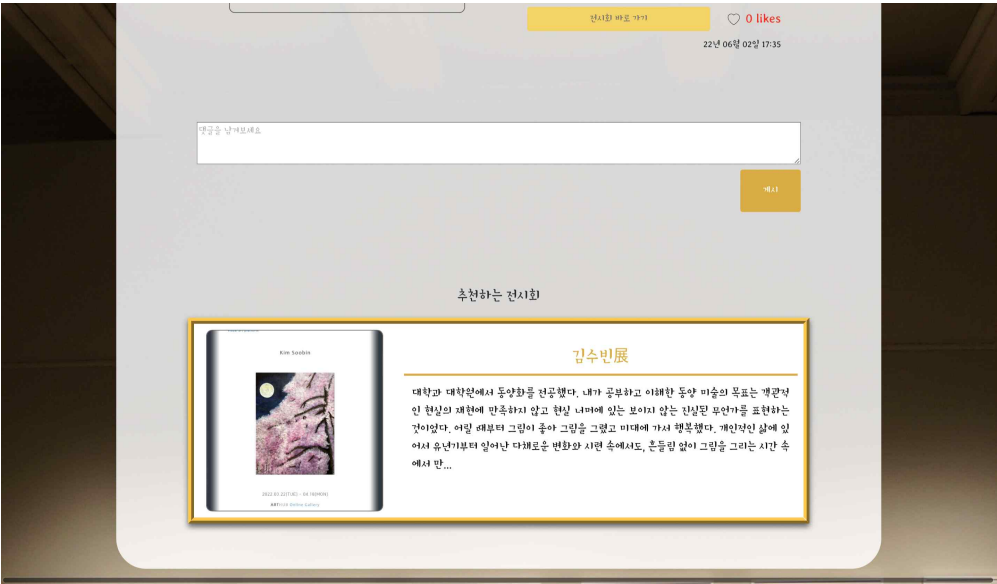 전시회 바로 가기
0 likes
22년 06월 02일 17:35
댓글을 남겨보세요
게시
추천하는 전시회
Kim Soobin
김수빈展
대학과 대학원에서 동양화를 전공했다. 내가 공부하고 이해한 동양 미술의 목표는 객관적
인 현실의 재현에 만족하지 않고 현실 너머에 있는 보이지 않는 진실된 무언가를 표현하는
것이었다. 어릴 때부터 그림이 좋아 그림을 그렸고 미대에 가서 행복했다. 개인적인 삶에 있
어서 유년기부터 일어난 다채로운 변화와 시련 속에서도, 흔들림 없이 그림을 그리는 시간 속
에서 만...
Online Gallery